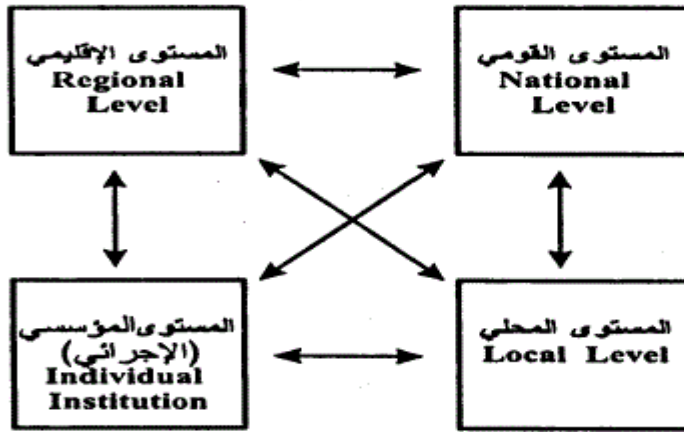 المستوى الإقليمي
Regional
Level
المستوى القومي
National
Level
المستوى المؤسسي
(الإجرائي)
Individual
Institution
المستوى المحلي
Local Level